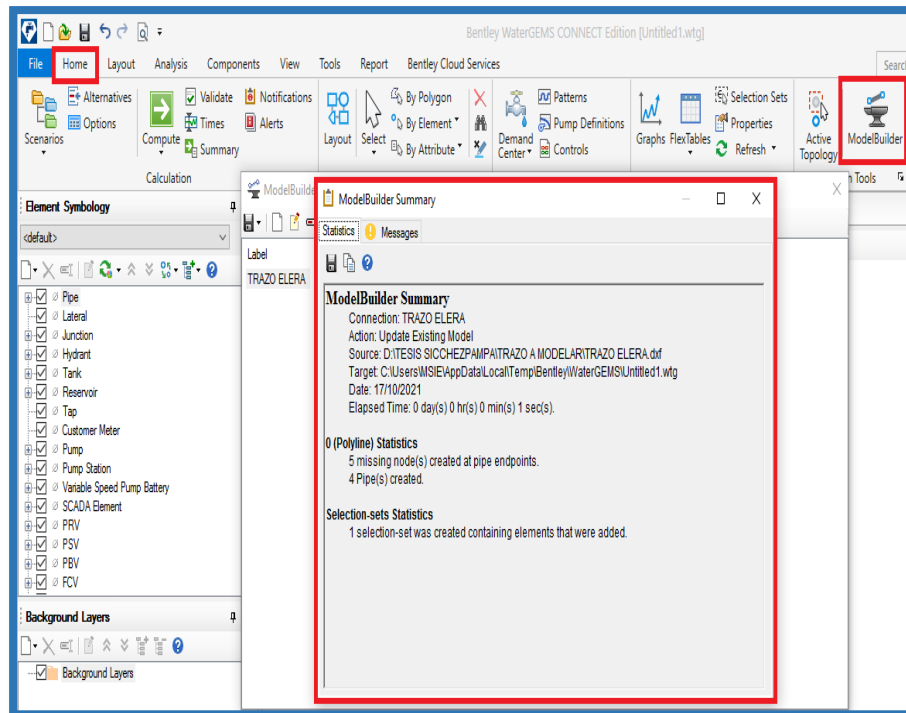 Bentley WaterGEMS CONNECT Edition [Untitled1.wtg]
File Home Layout Analysis Components View Tools Report Bentley Cloud Services Searc
Scenarios
Alternatives
Options
Compute
Validate
Times
Summary
Notifications
Alerts
Layout
Select
By Polygon
By Element
By Attribute
Demand Center
Patterns
Pump Definitions
Controls
Graphs
FlexTables
Selection Sets
Properties
Refresh
Active Topology
ModelBuilder
Calculation
n Tools
Element Symbology
<default>
Pipe
Lateral
Junction
Hydrant
Tank
Reservoir
Tap
Customer Meter
Pump
Pump Station
Variable Speed Pump Battery
SCADA Element
PRV
PSV
PBV
FCV
Background Layers
Background Layers
ModelBuilde
Label
TRAZO ELERA
ModelBuilder Summary
Statistics Messages
ModelBuilder Summary
Connection: TRAZO ELERA
Action: Update Existing Model
Source: D:\TESIS SICCHEZPAMPA\TRAZO A MODELAR\TRAZO ELERA.dxf
Target: C:\Users\MSIE\AppData\Local\Temp\Bentley\WaterGEMS\Untitled1.wtg
Date: 17/10/2021
Elapsed Time: 0 day(s) 0 hr(s) 0 min(s) 1 sec(s).
0 (Polyline) Statistics
5 missing node(s) created at pipe endpoints.
4 Pipe(s) created.
Selection-sets Statistics
1 selection-set was created containing elements that were added.